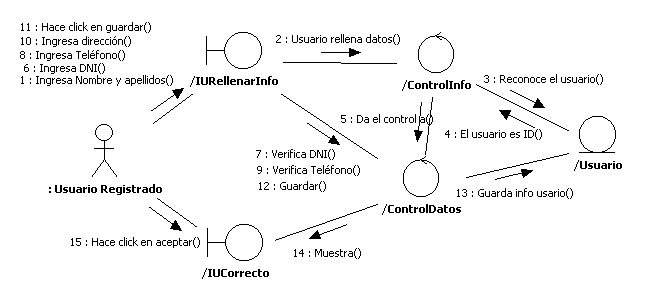 11 : Hace click en guardar()
10 : Ingresa dirección()
8 : Ingresa Teléfono()
6 : Ingresa DNI()
1 : Ingresa Nombre y apellidos()
2 : Usuario rellena datos()
/IURellenarInfo
/ControlInfo
3 : Reconoce el usuario()
5 : Da el control a()
4 : El usuario es ID()
/Usuario
7 : Verifica DNI()
9 : Verifica Teléfono()
12 : Guardar()
: Usuario Registrado
13 : Guarda info usario()
/ControlDatos
15 : Hace click en aceptar()
14 : Muestra()
/IUCorrecto